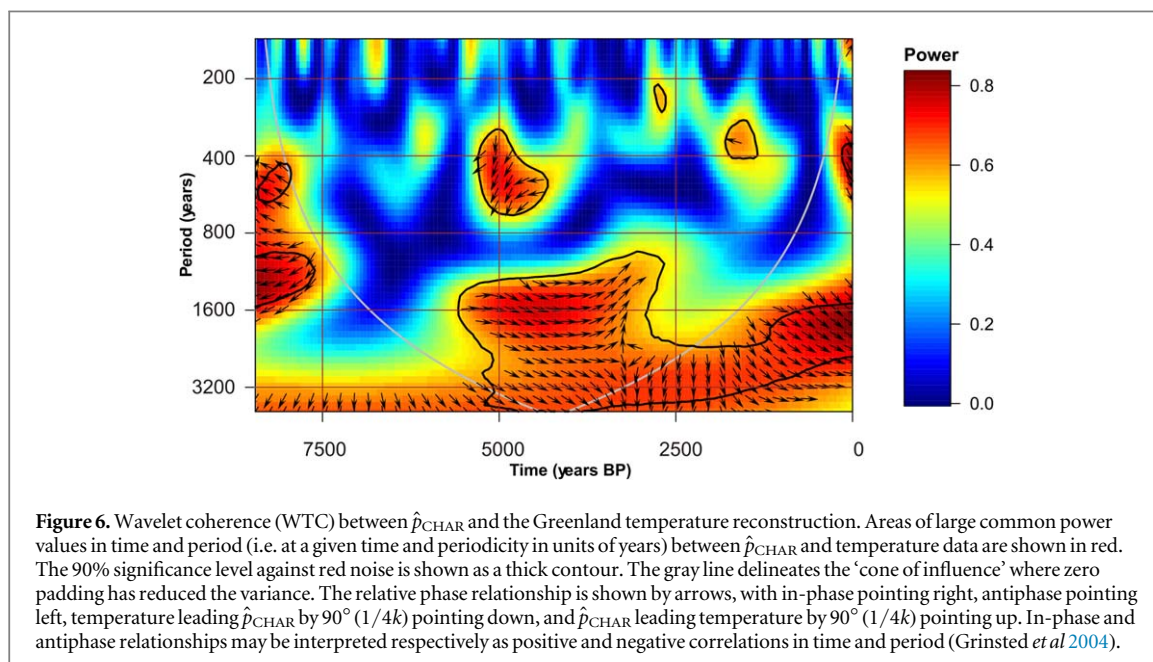 Power
200
400
800
1600
3200
Period (years)
0.8
0.6
0.4
0.2
0.0
7500 5000 2500 0
Time (years BP)
Figure 6. Wavelet coherence (WTC) between p̂CHAR and the Greenland temperature reconstruction. Areas of large common power
values in time and period (i.e. at a given time and periodicity in units of years) between p̂CHAR and temperature data are shown in red.
The 90% significance level against red noise is shown as a thick contour. The gray line delineates the ‘cone of influence’ where zero
padding has reduced the variance. The relative phase relationship is shown by arrows, with in-phase pointing right, antiphase pointing
left, temperature leading p̂CHAR by 90° (1/4k) pointing down, and p̂CHAR leading temperature by 90° (1/4k) pointing up. In-phase and
antiphase relationships may be interpreted respectively as positive and negative correlations in time and period (Grinsted et al 2004).